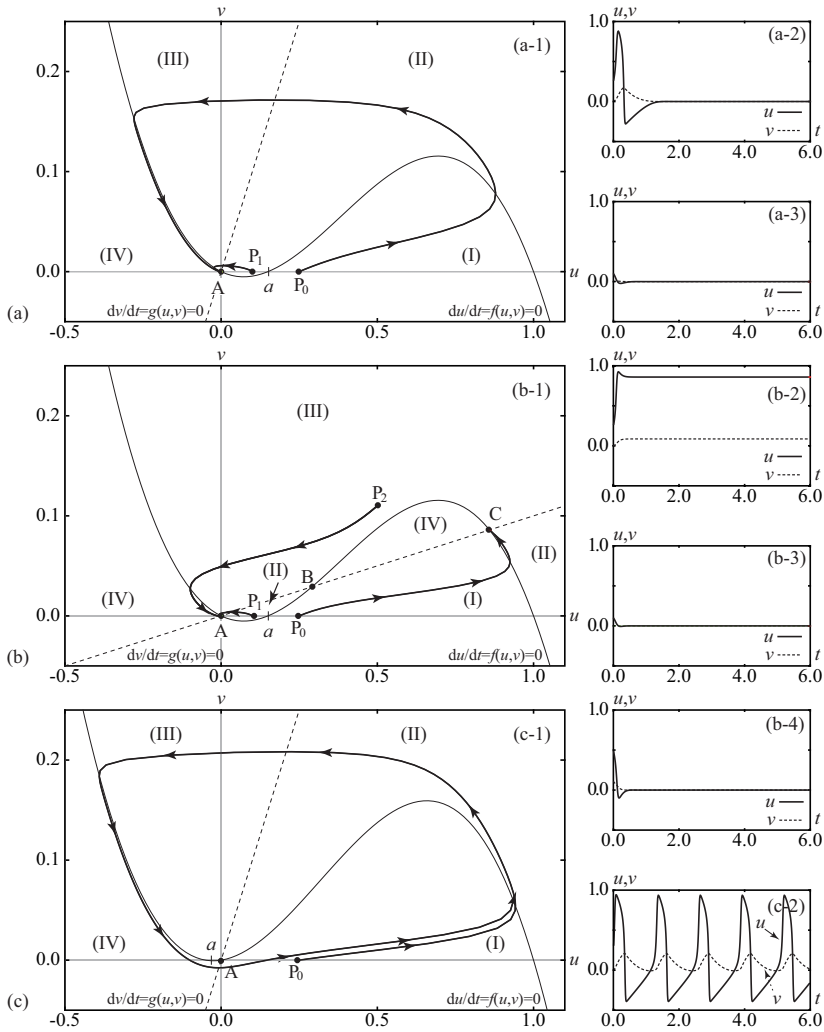 v
(III)
(II)
(a-1)
0.2
0.1
0.0
(IV)
(I)
A
P1
a
P0
u
dv/dt=g(u,v)=0
du/dt=f(u,v)=0
(a)
-0.5
0.0
0.5
1.0
u,v
1.0
(a-2)
0.0
u
v
t
0.0
2.0
4.0
6.0
u,v
1.0
(a-3)
0.0
u
v
t
0.0
2.0
4.0
6.0
v
(III)
(b-1)
0.2
0.1
0.0
P2
C
(IV)
(II)
(II)
B
(IV)
(I)
A
P1
a
P0
u
dv/dt=g(u,v)=0
du/dt=f(u,v)=0
(b)
-0.5
0.0
0.5
1.0
u,v
1.0
(b-2)
0.0
u
v
t
0.0
2.0
4.0
6.0
u,v
1.0
(b-3)
0.0
u
v
t
0.0
2.0
4.0
6.0
v
(III)
(II)
(c-1)
0.2
0.1
0.0
(IV)
a
A
P0
(I)
u
dv/dt=g(u,v)=0
du/dt=f(u,v)=0
(c)
-0.5
0.0
0.5
1.0
u,v
1.0
(b-4)
0.0
u
v
t
0.0
2.0
4.0
6.0
u,v
1.0
(c-2)
u
0.0
v
t
0.0
2.0
4.0
6.0